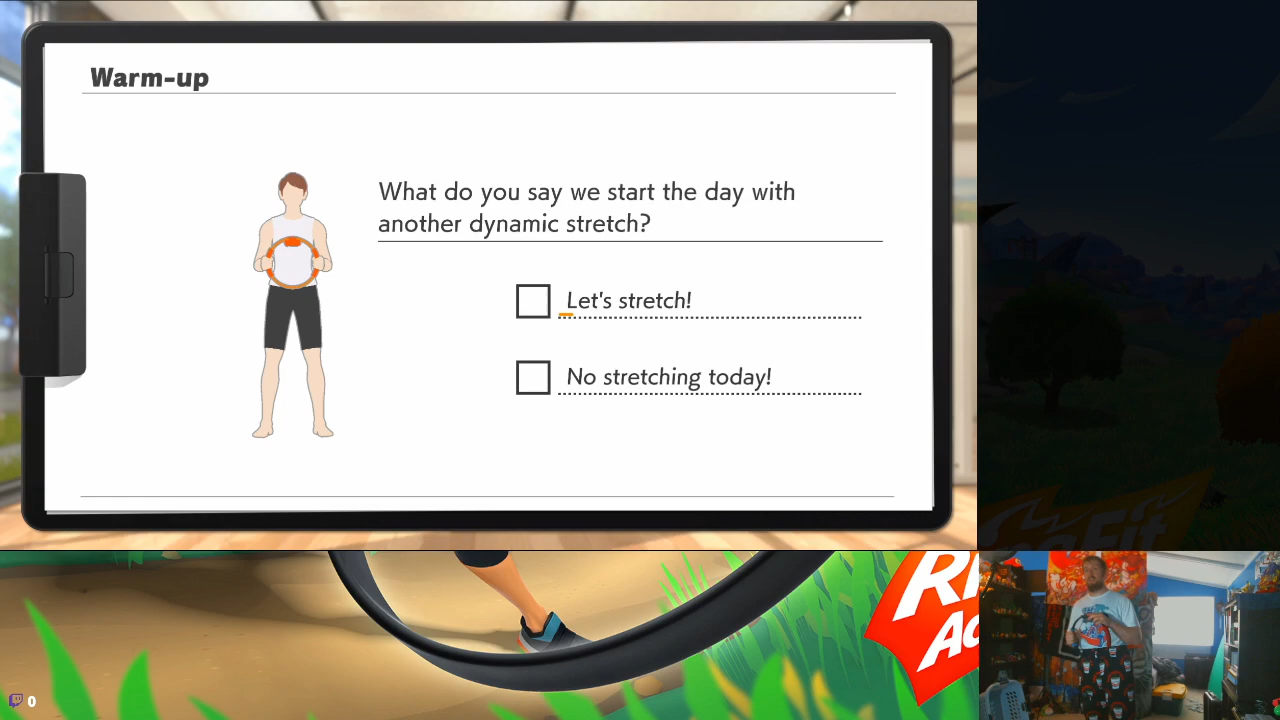 Warm-up
What do you say we start the day with
another dynamic stretch?
Let's stretch!
No stretching today!
0